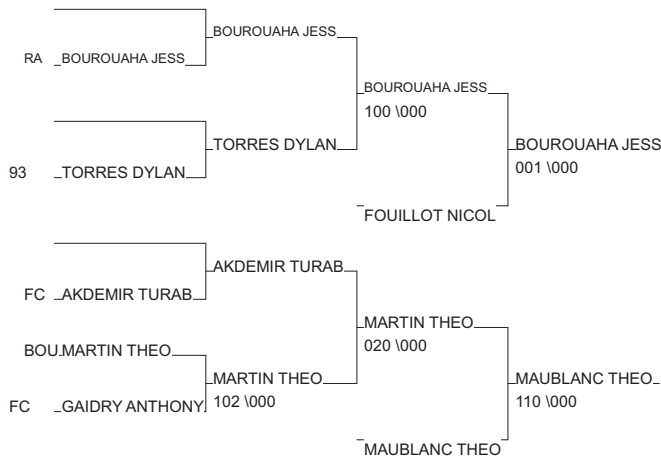 BOUROUAHA JESS
RA BOUROUAHA JESS
BOUROUAHA JESS
100 \000
TORRES DYLAN
BOUROUAHA JESS
001 \000
93 TORRES DYLAN
FOUILLOT NICOL
AKDEMIR TURAB
FC AKDEMIR TURAB
MARTIN THEO
020 \000
BOU MARTIN THEO
MARTIN THEO
102 \000
MAUBLANC THEO
110 \000
FC GAIDRY ANTHONY
MAUBLANC THEO